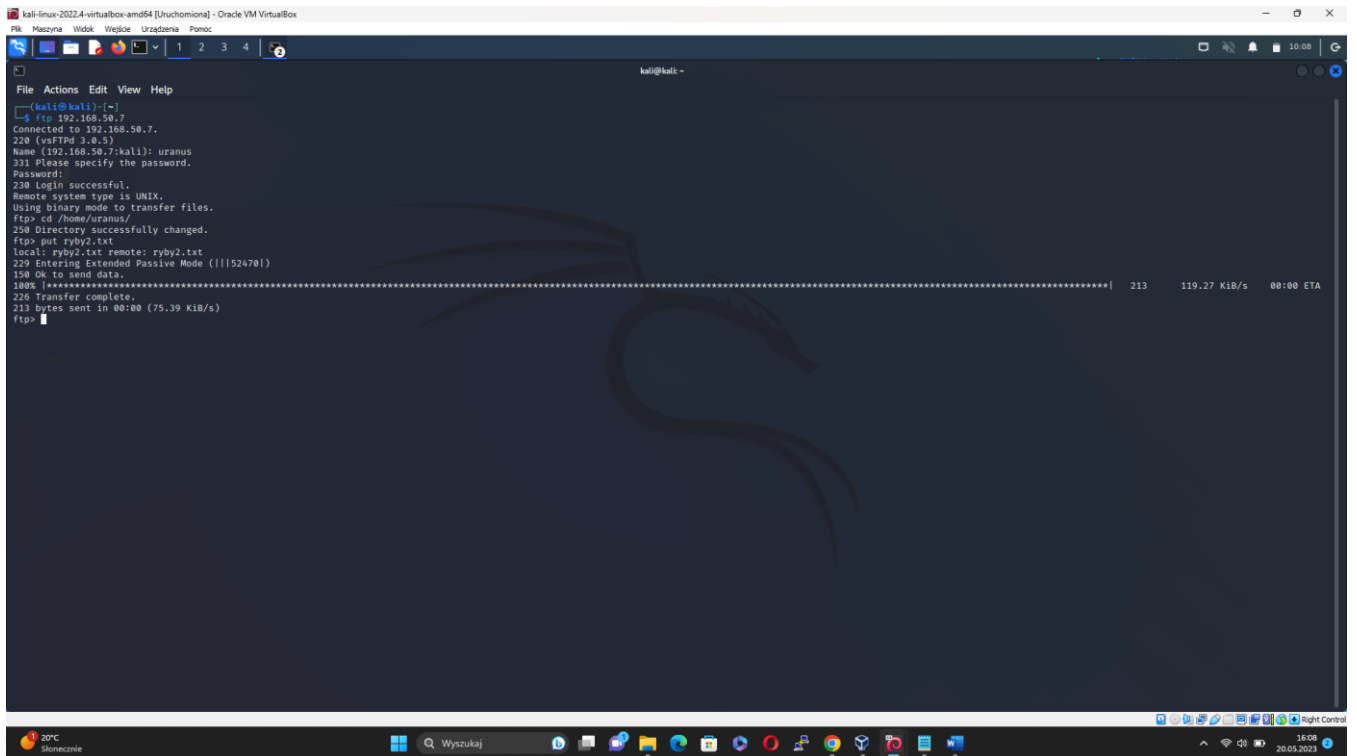 kali-linux-2022.4-virtualbox-amd64 [Uruchomiona] - Oracle VM VirtualBox
Plik Maszyna Widok Wejście Urządzenia Pomoc
1 2 3 4 2 10:08
kali@kali: ~
File Actions Edit View Help
┌──(kali㉿kali)-[~]
└─$ ftp 192.168.50.7
Connected to 192.168.50.7.
220 (vsFTPd 3.0.5)
Name (192.168.50.7:kali): uranus
331 Please specify the password.
Password:
230 Login successful.
Remote system type is UNIX.
Using binary mode to transfer files.
ftp> cd /home/uranus/
250 Directory successfully changed.
ftp> put ryby2.txt
local: ryby2.txt remote: ryby2.txt
229 Entering Extended Passive Mode (|||52470|)
150 Ok to send data.
100% |***********************************************************************************************************************************************************************************************| 213 119.27 KiB/s 00:00 ETA
226 Transfer complete.
213 bytes sent in 00:00 (75.39 KiB/s)
ftp>
Right Control
1 20°C
Słonecznie
Wyszukaj
16:08
20.05.2023 2